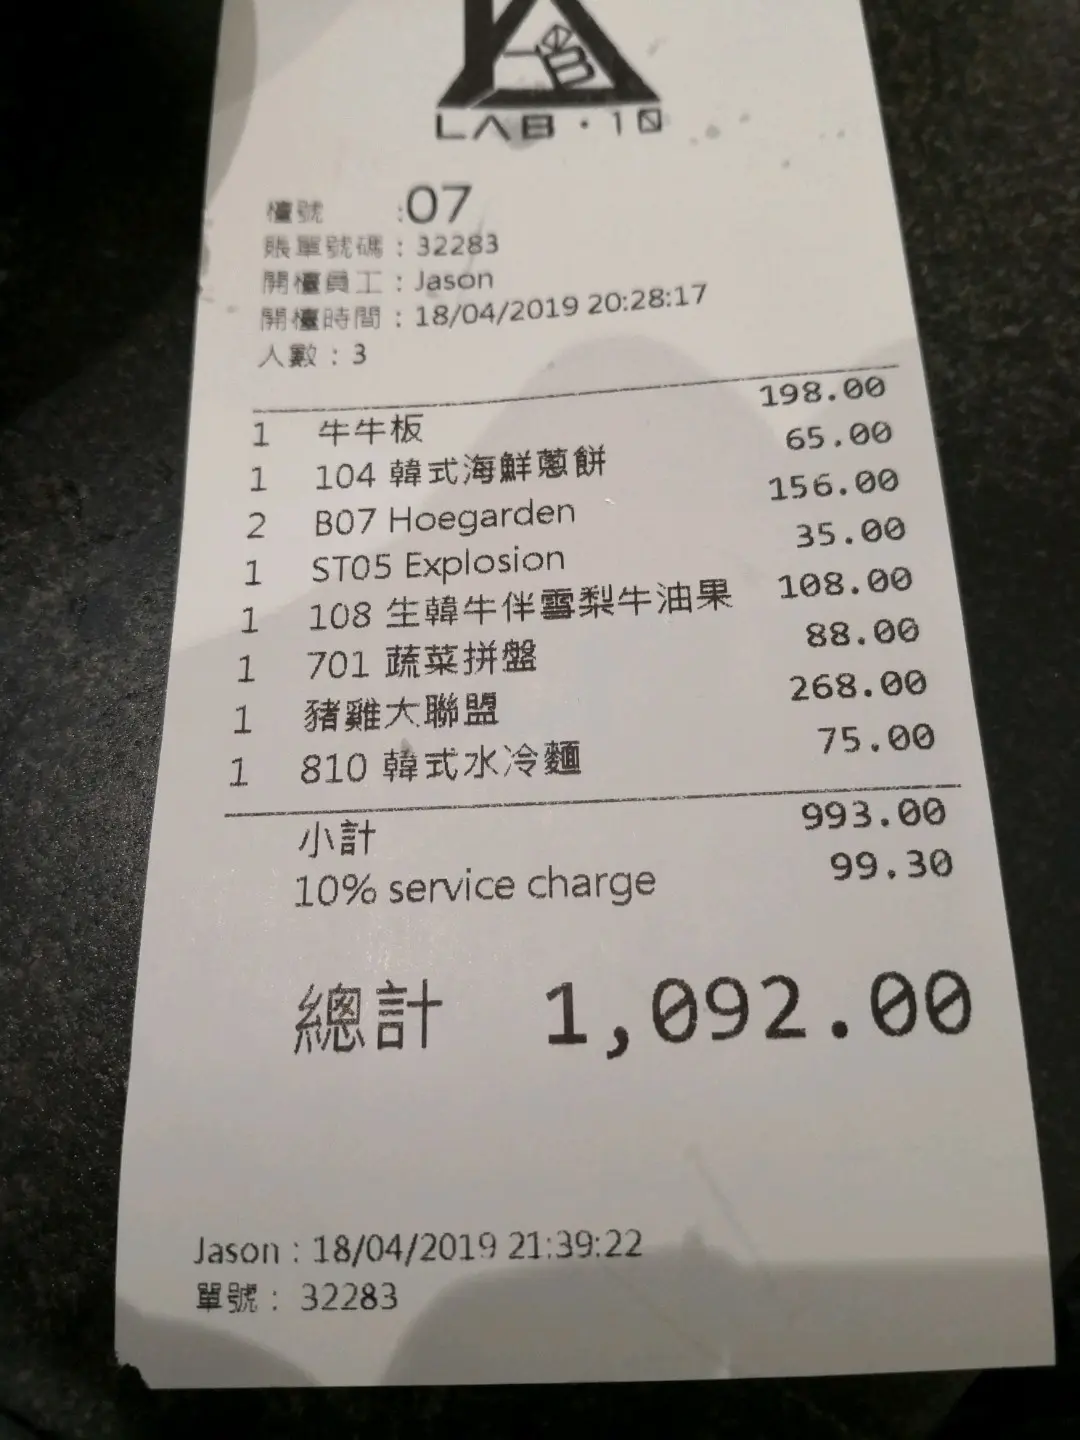 LAB · 10
檯號 :07
賬單號碼 : 32283
開檯員工 : Jason
開檯時間 : 18/04/2019 20:28:17
人數 : 3
1 牛牛板 198.00
1 104 韓式海鮮蔥餅 65.00
2 B07 Hoegarden 156.00
1 ST05 Explosion 35.00
1 108 生韓牛伴雪梨牛油果 108.00
1 701 蔬菜拼盤 88.00
1 豬雞大聯盟 268.00
1 810 韓式水冷麵 75.00
小計 993.00
10% service charge 99.30
總計 1,092.00
Jason : 18/04/2019 21:39:22
單號 : 32283